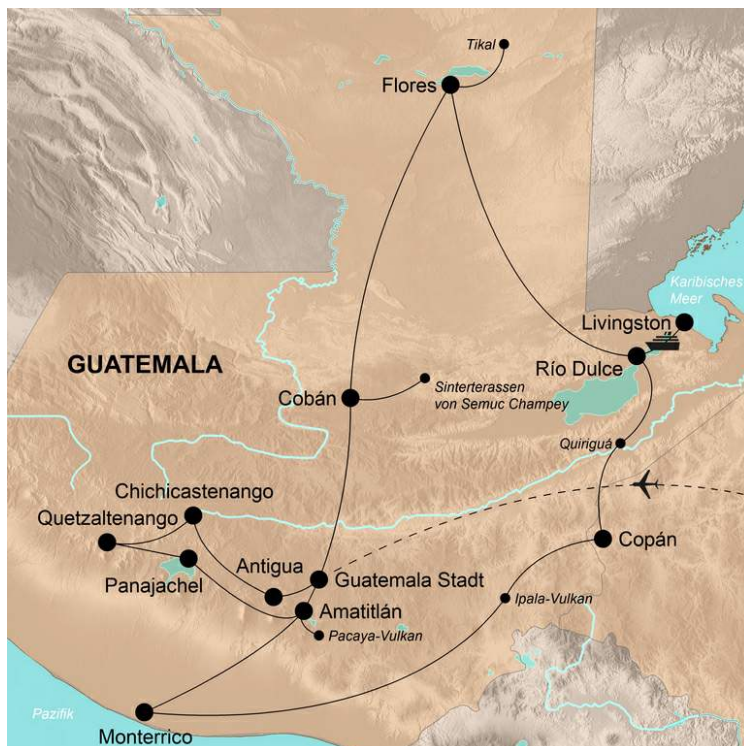 Tikal
Flores
Karibisches
Meer
Livingston
Río Dulce
GUATEMALA
Cobán
Sinterterassen
von Semuc Champey
Quiriguá
Chichicastenango
Quetzaltenango
Antigua
Copán
Panajachel
Guatemala Stadt
Amatitlán
Ipala-Vulkan
Pacaya-Vulkan
Pazifik
Monterrico